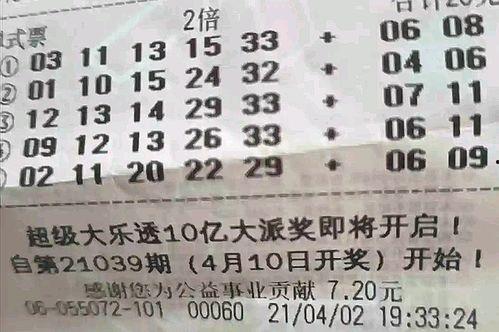 式票 2倍 合计20
① 03 11 13 15 33 + 06 08
② 01 10 15 24 32 + 04 06
③ 12 13 14 29 33 + 07 11
09 12 13 26 33 + 06 11
02 11 20 22 29 + 06 09
超级大乐透10亿大派奖即将开启！
自第21039期（4月10日开奖）开始！
感谢您为公益事业贡献 7.20元
06-055072-101 00060 21/04/02 19:33:24